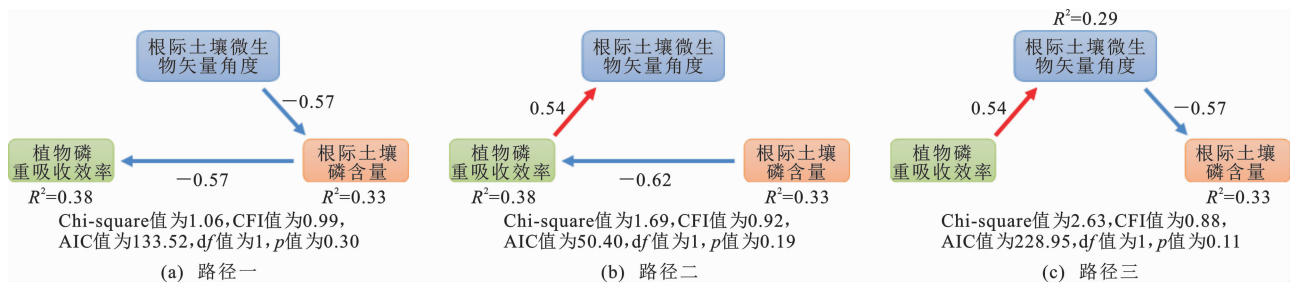 根际土壤微生
物矢量角度
−0.57
植物磷
重吸收效率
−0.57
根际土壤
磷含量
R²=0.38
R²=0.33
Chi-square值为1.06,CFI值为0.99,
AIC值为133.52,df值为1,p值为0.30
(a) 路径一
根际土壤微生
物矢量角度
0.54
植物磷
重吸收效率
−0.62
根际土壤
磷含量
R²=0.38
R²=0.33
Chi-square值为1.69,CFI值为0.92,
AIC值为50.40,df值为1,p值为0.19
(b) 路径二
R²=0.29
根际土壤微生
物矢量角度
0.54
−0.57
植物磷
重吸收效率
根际土壤
磷含量
R²=0.33
Chi-square值为2.63,CFI值为0.88,
AIC值为228.95,df值为1,p值为0.11
(c) 路径三